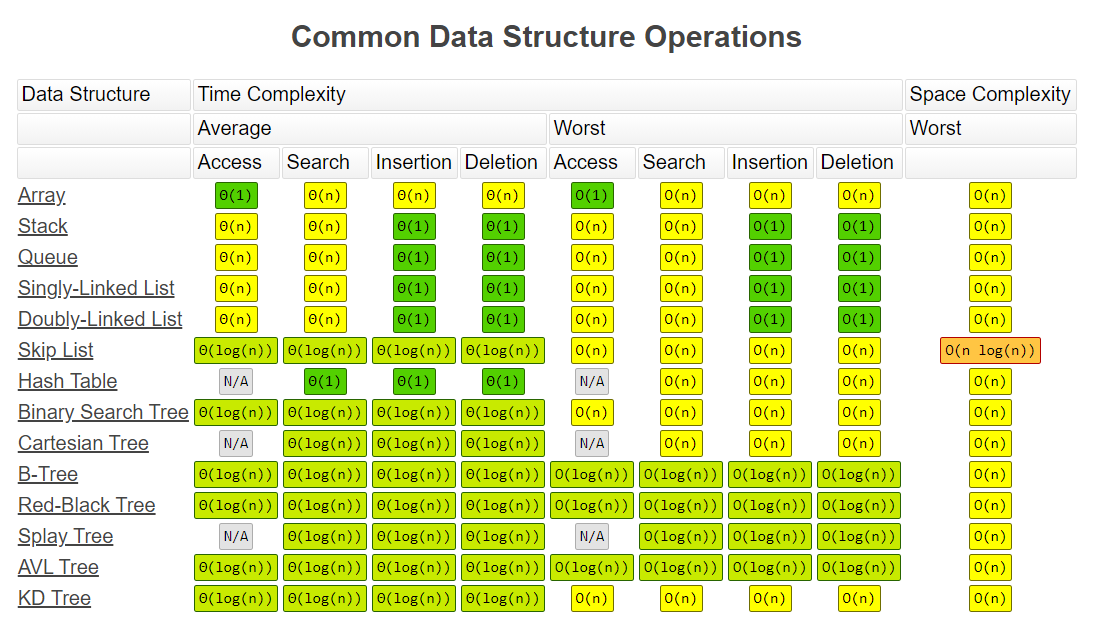 Common Data Structure Operations
Data Structure Time Complexity Space Complexity
Average Worst Worst
Access Search Insertion Deletion Access Search Insertion Deletion
Array Θ(1) Θ(n) Θ(n) Θ(n) O(1) O(n) O(n) O(n) O(n)
Stack Θ(n) Θ(n) Θ(1) Θ(1) O(n) O(n) O(1) O(1) O(n)
Queue Θ(n) Θ(n) Θ(1) Θ(1) O(n) O(n) O(1) O(1) O(n)
Singly-Linked List Θ(n) Θ(n) Θ(1) Θ(1) O(n) O(n) O(1) O(1) O(n)
Doubly-Linked List Θ(n) Θ(n) Θ(1) Θ(1) O(n) O(n) O(1) O(1) O(n)
Skip List Θ(log(n)) Θ(log(n)) Θ(log(n)) Θ(log(n)) O(n) O(n) O(n) O(n) O(n log(n))
Hash Table N/A Θ(1) Θ(1) Θ(1) N/A O(n) O(n) O(n) O(n)
Binary Search Tree Θ(log(n)) Θ(log(n)) Θ(log(n)) Θ(log(n)) O(n) O(n) O(n) O(n) O(n)
Cartesian Tree N/A Θ(log(n)) Θ(log(n)) Θ(log(n)) N/A O(n) O(n) O(n) O(n)
B-Tree Θ(log(n)) Θ(log(n)) Θ(log(n)) Θ(log(n)) O(log(n)) O(log(n)) O(log(n)) O(log(n)) O(n)
Red-Black Tree Θ(log(n)) Θ(log(n)) Θ(log(n)) Θ(log(n)) O(log(n)) O(log(n)) O(log(n)) O(log(n)) O(n)
Splay Tree N/A Θ(log(n)) Θ(log(n)) Θ(log(n)) N/A O(log(n)) O(log(n)) O(log(n)) O(n)
AVL Tree Θ(log(n)) Θ(log(n)) Θ(log(n)) Θ(log(n)) O(log(n)) O(log(n)) O(log(n)) O(log(n)) O(n)
KD Tree Θ(log(n)) Θ(log(n)) Θ(log(n)) Θ(log(n)) O(n) O(n) O(n) O(n) O(n)